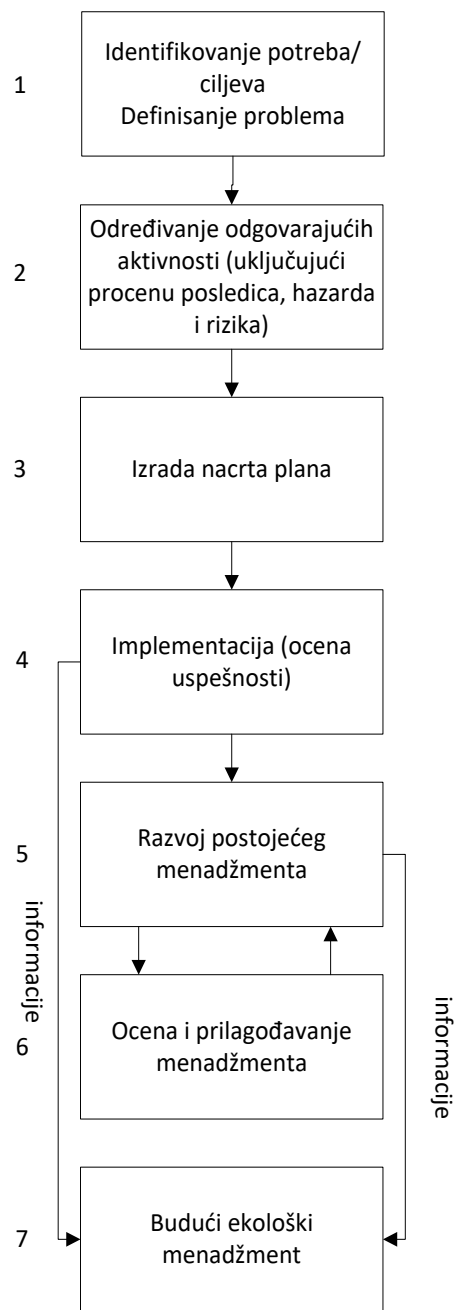 1
Identifikovanje potreba/
ciljeva
Definisanje problema
2
Određivanje odgovarajućih
aktivnosti (uključujući
procenu posledica, hazarda
i rizika)
3
Izrada nacrta plana
4
Implementacija (ocena
uspešnosti)
5
Razvoj postojećeg
menadžmenta
informacije
informacije
6
Ocena i prilagođavanje
menadžmenta
7
Budući ekološki
menadžment